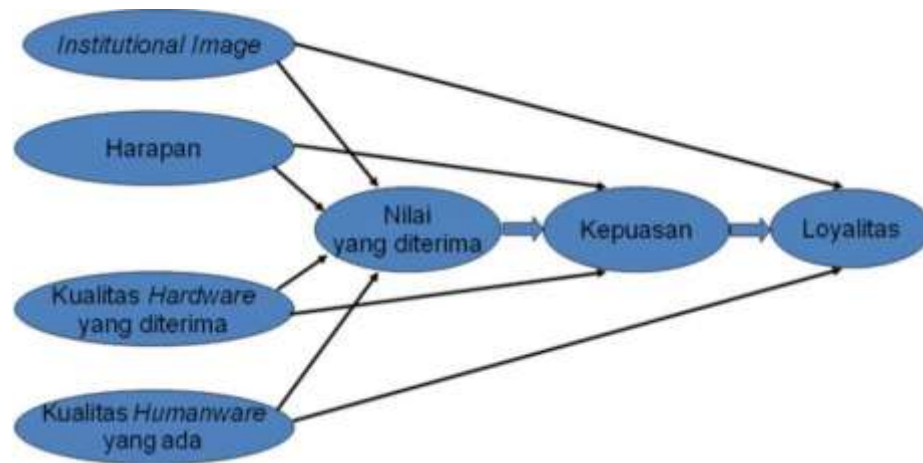 Institutional Image
Harapan
Nilai
yang diterima
Kepuasan
Loyalitas
Kualitas Hardware
yang diterima
Kualitas Humanware
yang ada